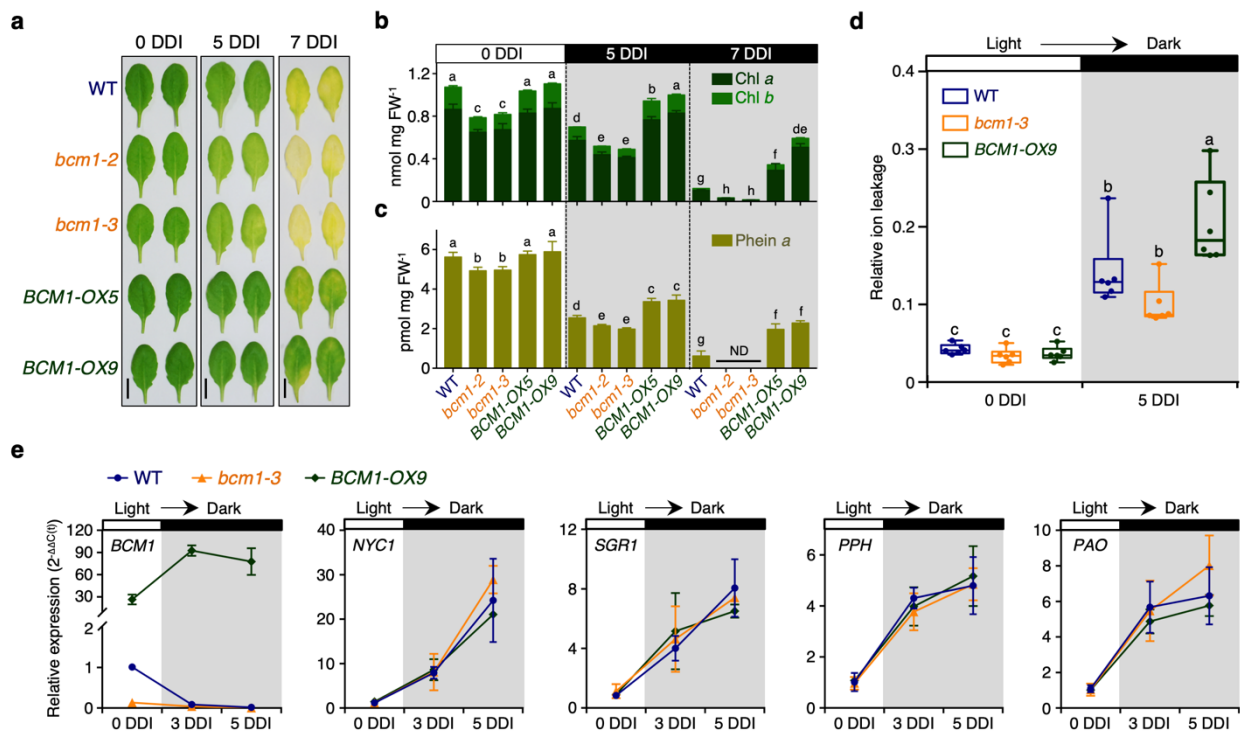 a
0 DDI 5 DDI 7 DDI
WT
bcm1-2
bcm1-3
BCM1-OX5
BCM1-OX9
b
0 DDI 5 DDI 7 DDI
nmol mg FW⁻¹
1.2
0.8
0.4
0
a c c a a
d e e b a
g h h f de
Chl a
Chl b
c
pmol mg FW⁻¹
6
4
2
0
a b b a a
d e e c c
g ND f f
Phein a
WT bcm1-2 bcm1-3 BCM1-OX5 BCM1-OX9 WT bcm1-2 bcm1-3 BCM1-OX5 BCM1-OX9 WT bcm1-2 bcm1-3 BCM1-OX5 BCM1-OX9
d
Light Dark
Relative ion leakage
0.4
0.3
0.2
0.1
0
WT
bcm1-3
BCM1-OX9
c c c b b a
0 DDI 5 DDI
e
WT bcm1-3 BCM1-OX9
Relative expression (2^-ΔΔC(t))
Light Dark
BCM1
120
90
60
30
2
1
0
0 DDI 3 DDI 5 DDI
Light Dark
NYC1
40
30
20
10
0
0 DDI 3 DDI 5 DDI
Light Dark
SGR1
12
8
4
0
0 DDI 3 DDI 5 DDI
Light Dark
PPH
6
4
2
0
0 DDI 3 DDI 5 DDI
Light Dark
PAO
10
8
6
4
2
0
0 DDI 3 DDI 5 DDI